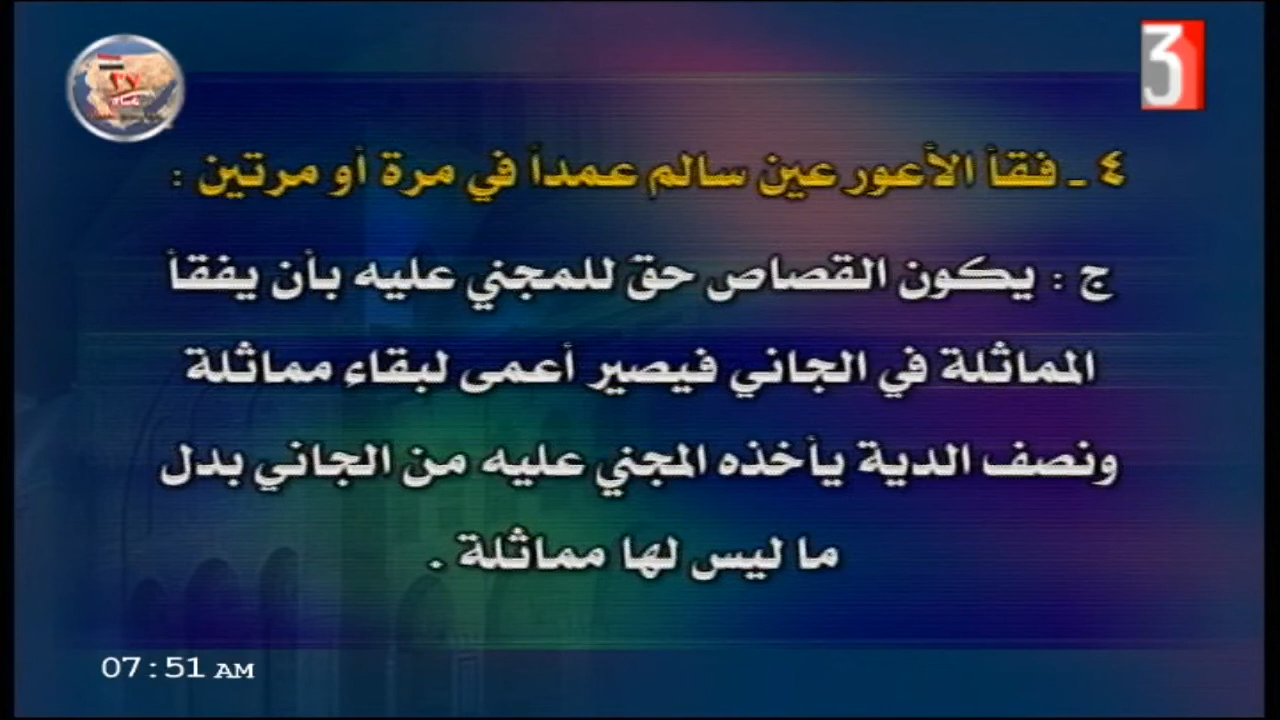 3
٤ ـ فقأ الأعور عين سالم عمداً في مرة أو مرتين :
ج : يكون القصاص حق للمجني عليه بأن يفقأ
المماثلة في الجاني فيصير أعمى لبقاء مماثلة
ونصف الدية يأخذه المجني عليه من الجاني بدل
ما ليس لها مماثلة .
07:51 AM